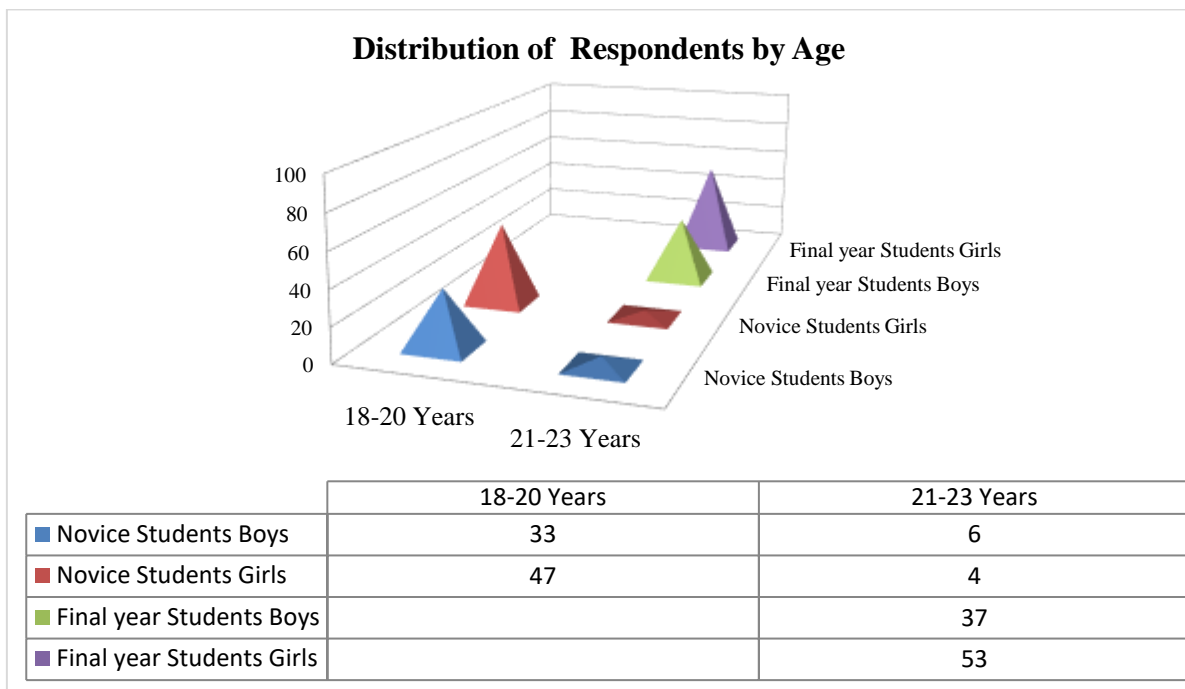 Distribution of  Respondents by Age
100
80
60
40
20
0
18-20 Years
21-23 Years
Final year Students Girls
Final year Students Boys
Novice Students Girls
Novice Students Boys
18-20 Years 21-23 Years
Novice Students Boys 33 6
Novice Students Girls 47 4
Final year Students Boys 37
Final year Students Girls 53